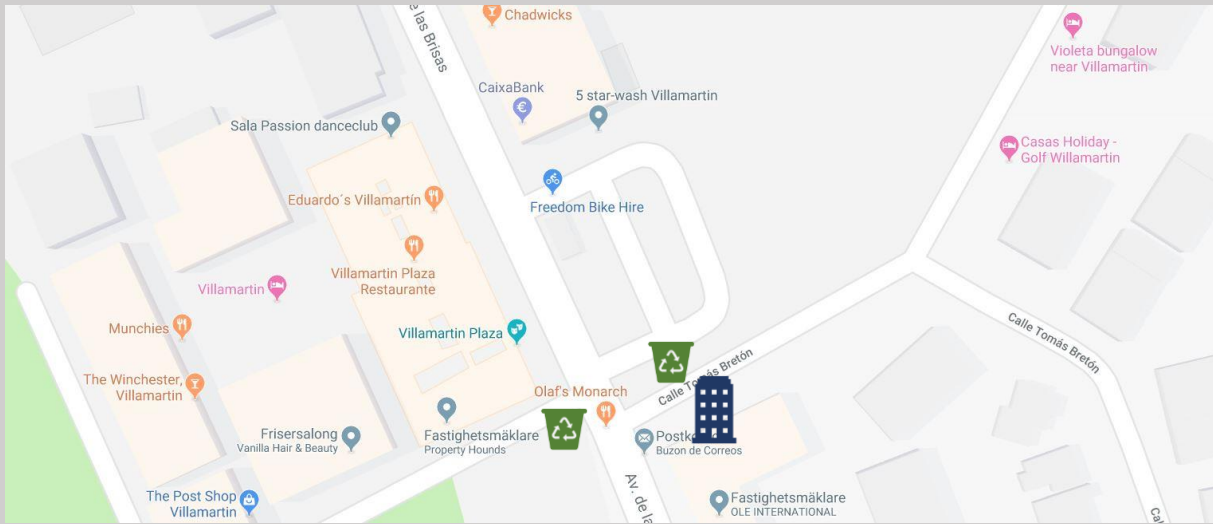 e las Brisas
Chadwicks
Violeta bungalow
near Villamartin
CaixaBank
5 star-wash Villamartin
Sala Passion danceclub
Casas Holiday -
Golf Willamartin
Eduardo´s Villamartín
Freedom Bike Hire
Villamartin Plaza
Restaurante
Villamartin
Munchies
Villamartin Plaza
Calle Tomás Bretón
The Winchester,
Villamartin
Olaf's Monarch
Calle Tomás Bretón
Frisersalong
Vanilla Hair & Beauty
Fastighetsmäklare
Property Hounds
Buzon de Correos
The Post Shop
Villamartin
Av. de la
Fastighetsmäklare
OLE INTERNATIONAL